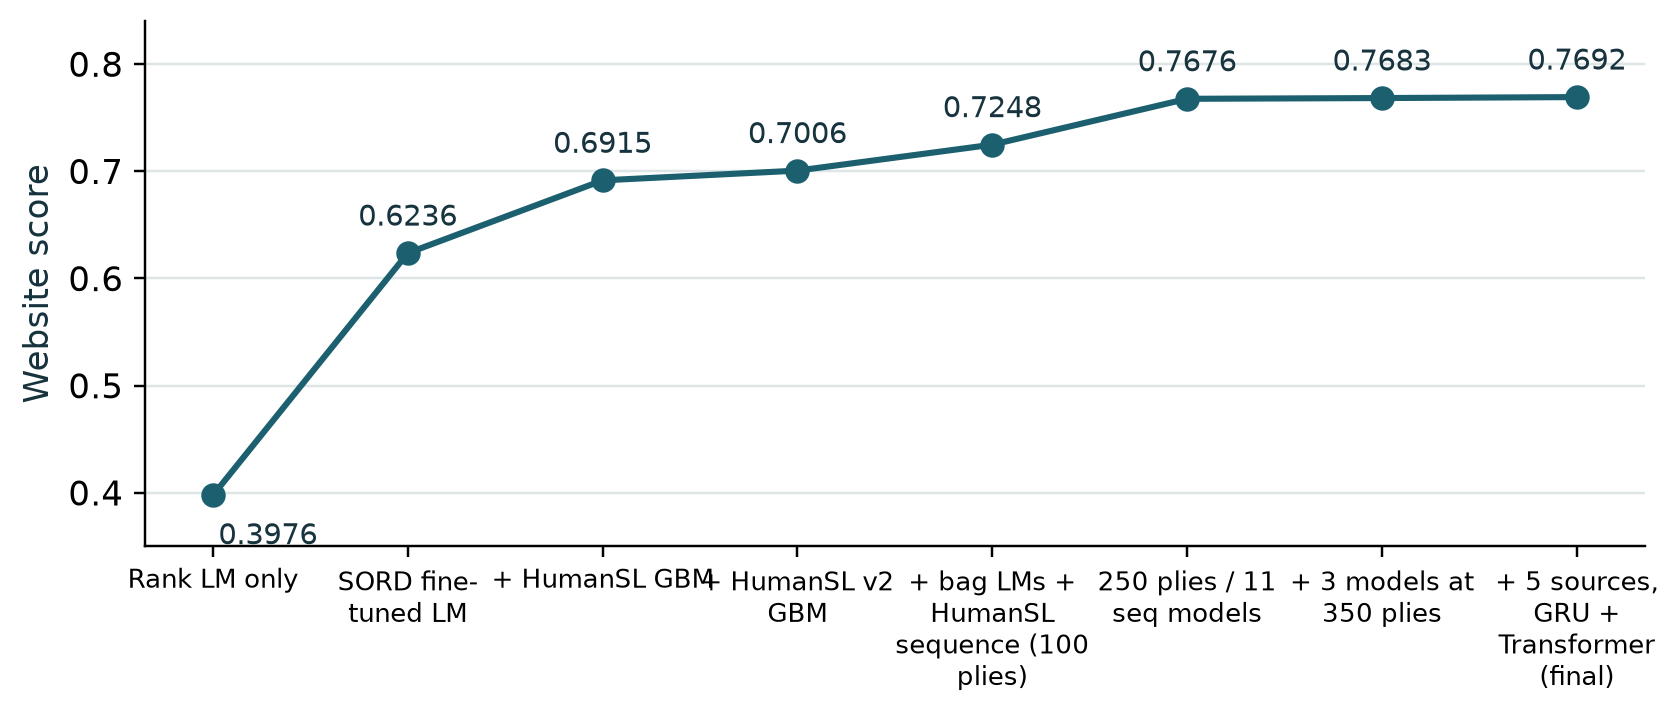 0.8
0.7
0.6
0.5
0.4
Website score
0.3976
0.6236
0.6915
0.7006
0.7248
0.7676
0.7683
0.7692
Rank LM only
SORD fine-
tuned LM
+ HumanSL GBM
+ HumanSL v2
GBM
+ bag LMs +
HumanSL
sequence (100
plies)
250 plies / 11
seq models
+ 3 models at
350 plies
+ 5 sources,
GRU +
Transformer
(final)